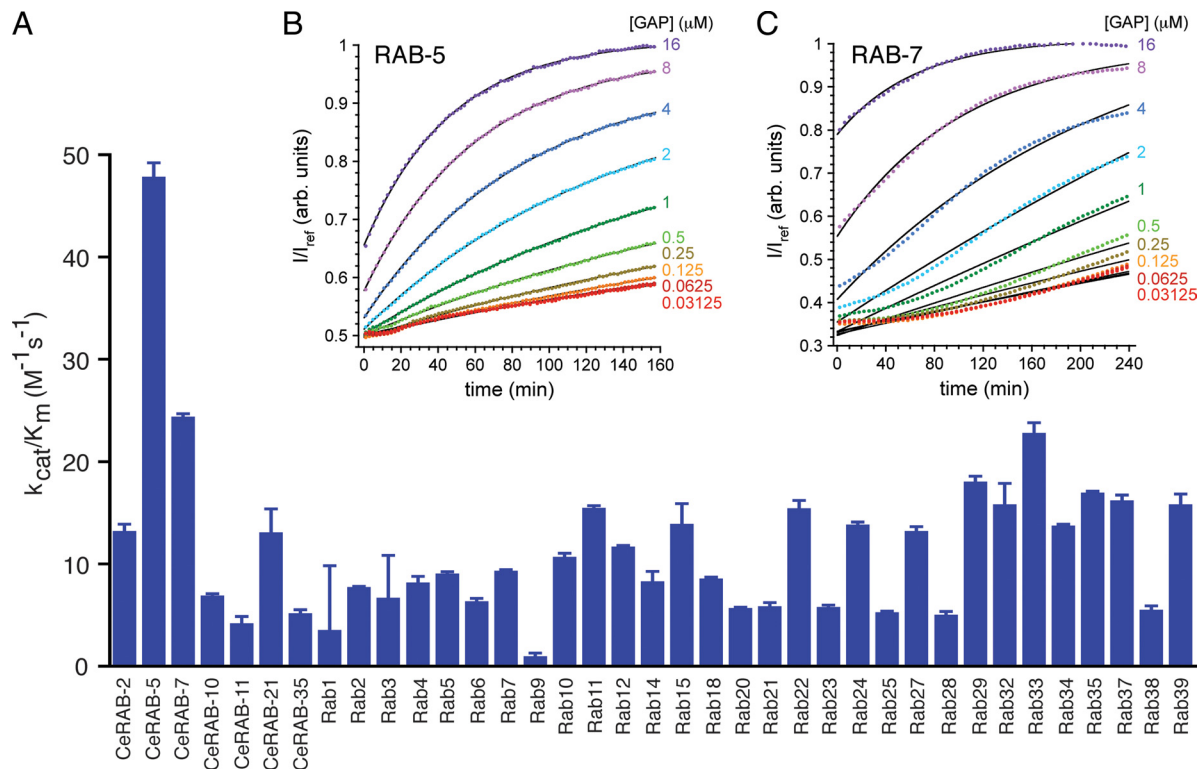 A
B
C
RAB-5
RAB-7
[GAP] (μM)
[GAP] (μM)
16
8
4
2
1
0.5
0.25
0.125
0.0625
0.03125
16
8
4
2
1
0.5
0.25
0.125
0.0625
0.03125
I/Iref (arb. units)
1
0.9
0.8
0.7
0.6
0.5
0 20 40 60 80 100 120 140 160
time (min)
I/Iref (arb. units)
1
0.9
0.8
0.7
0.6
0.5
0.4
0.3
0 40 80 120 160 200 240
time (min)
kcat/Km (M⁻¹s⁻¹)
50
40
30
20
10
0
CeRAB-2
CeRAB-5
CeRAB-7
CeRAB-10
CeRAB-11
CeRAB-21
CeRAB-35
Rab1
Rab2
Rab3
Rab4
Rab5
Rab6
Rab7
Rab9
Rab10
Rab11
Rab12
Rab14
Rab15
Rab18
Rab20
Rab21
Rab22
Rab23
Rab24
Rab25
Rab27
Rab28
Rab29
Rab32
Rab33
Rab34
Rab35
Rab37
Rab38
Rab39